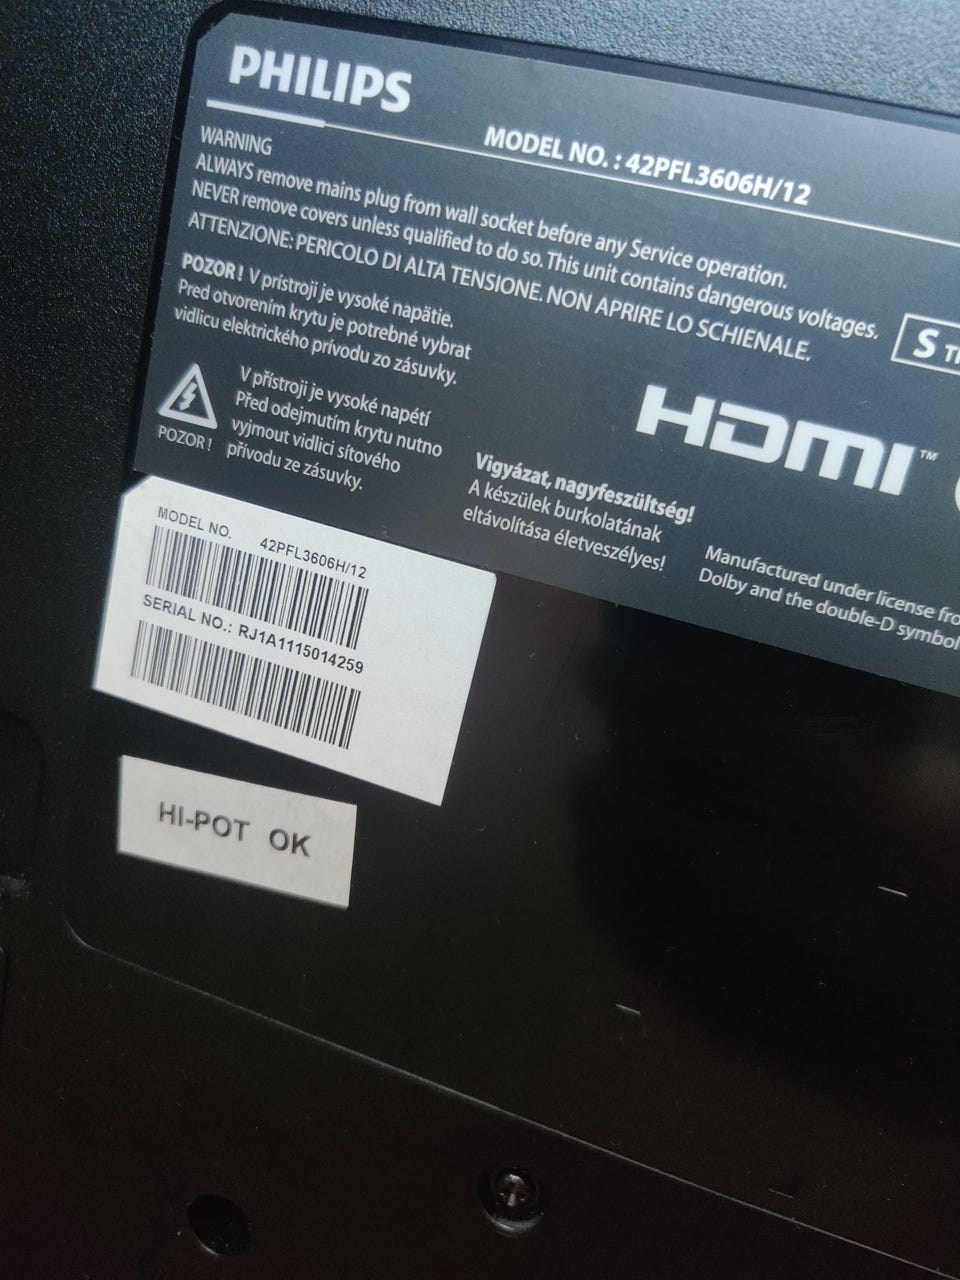 PHILIPS
MODEL NO. : 42PFL3606H/12
WARNING
ALWAYS remove mains plug from wall socket before any Service operation.
NEVER remove covers unless qualified to do so. This unit contains dangerous voltages.
ATTENZIONE: PERICOLO DI ALTA TENSIONE. NON APRIRE LO SCHIENALE.
POZOR! V prístroji je vysoké napätie.
Pred otvorením krytu je potrebné vybrat
vidlicu elektrického prívodu zo zásuvky.
V přístroji je vysoké napětí
Před odejmutím krytu nutno
vyjmout vidlici síťového
přívodu ze zásuvky.
POZOR!
S
HDMI™
Vigyázat, nagyfeszültség!
A készülek burkolatának
eltávolítása életveszélyes!
Manufactured under license
Dolby and the double-D symbol
MODEL NO. 42PFL3606H/12
SERIAL NO.: RJ1A1115014259
HI-POT OK